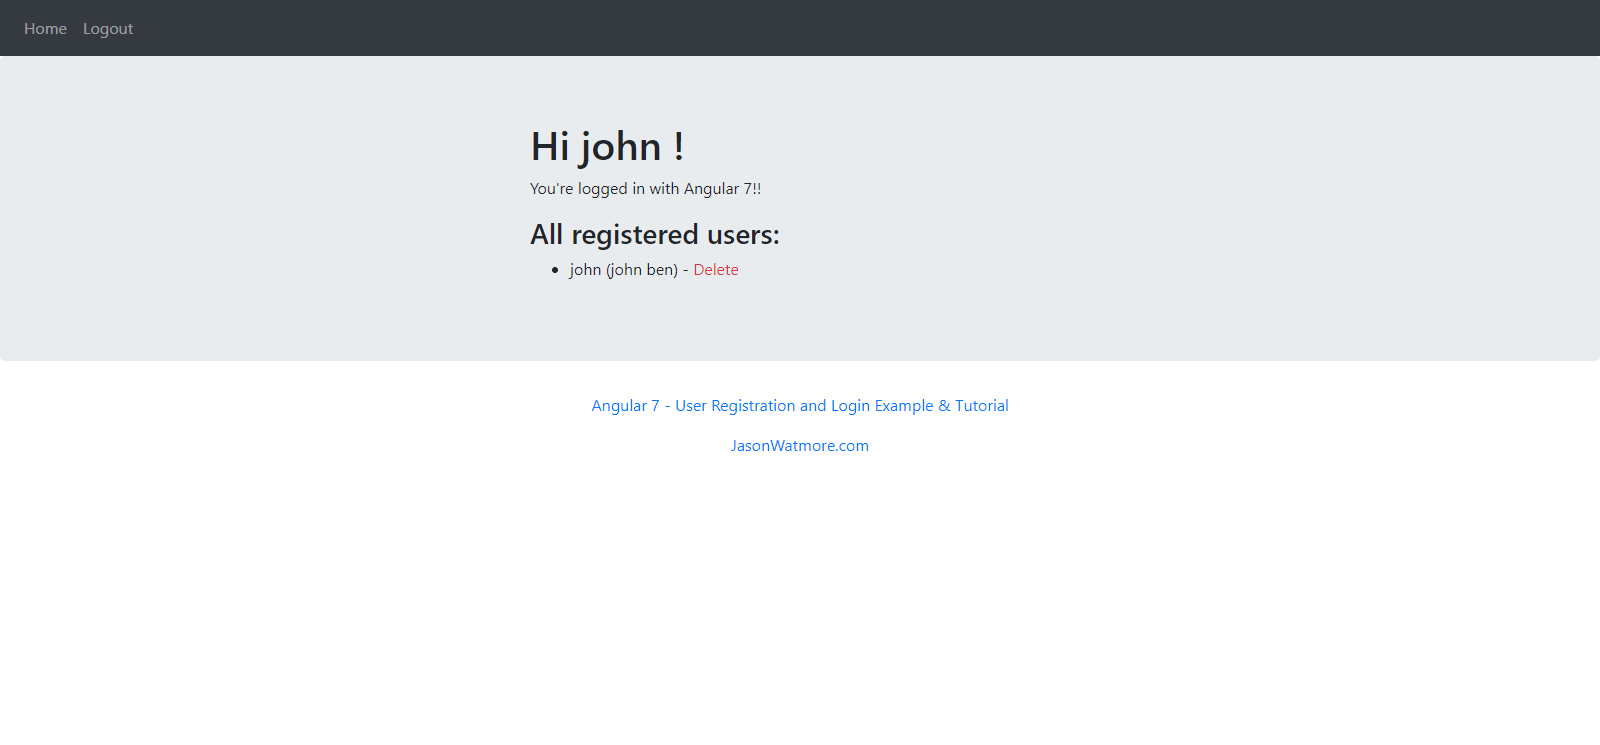 Home Logout
Hi john !
You're logged in with Angular 7!!
All registered users:
• john (john ben) - Delete
Angular 7 - User Registration and Login Example & Tutorial
JasonWatmore.com